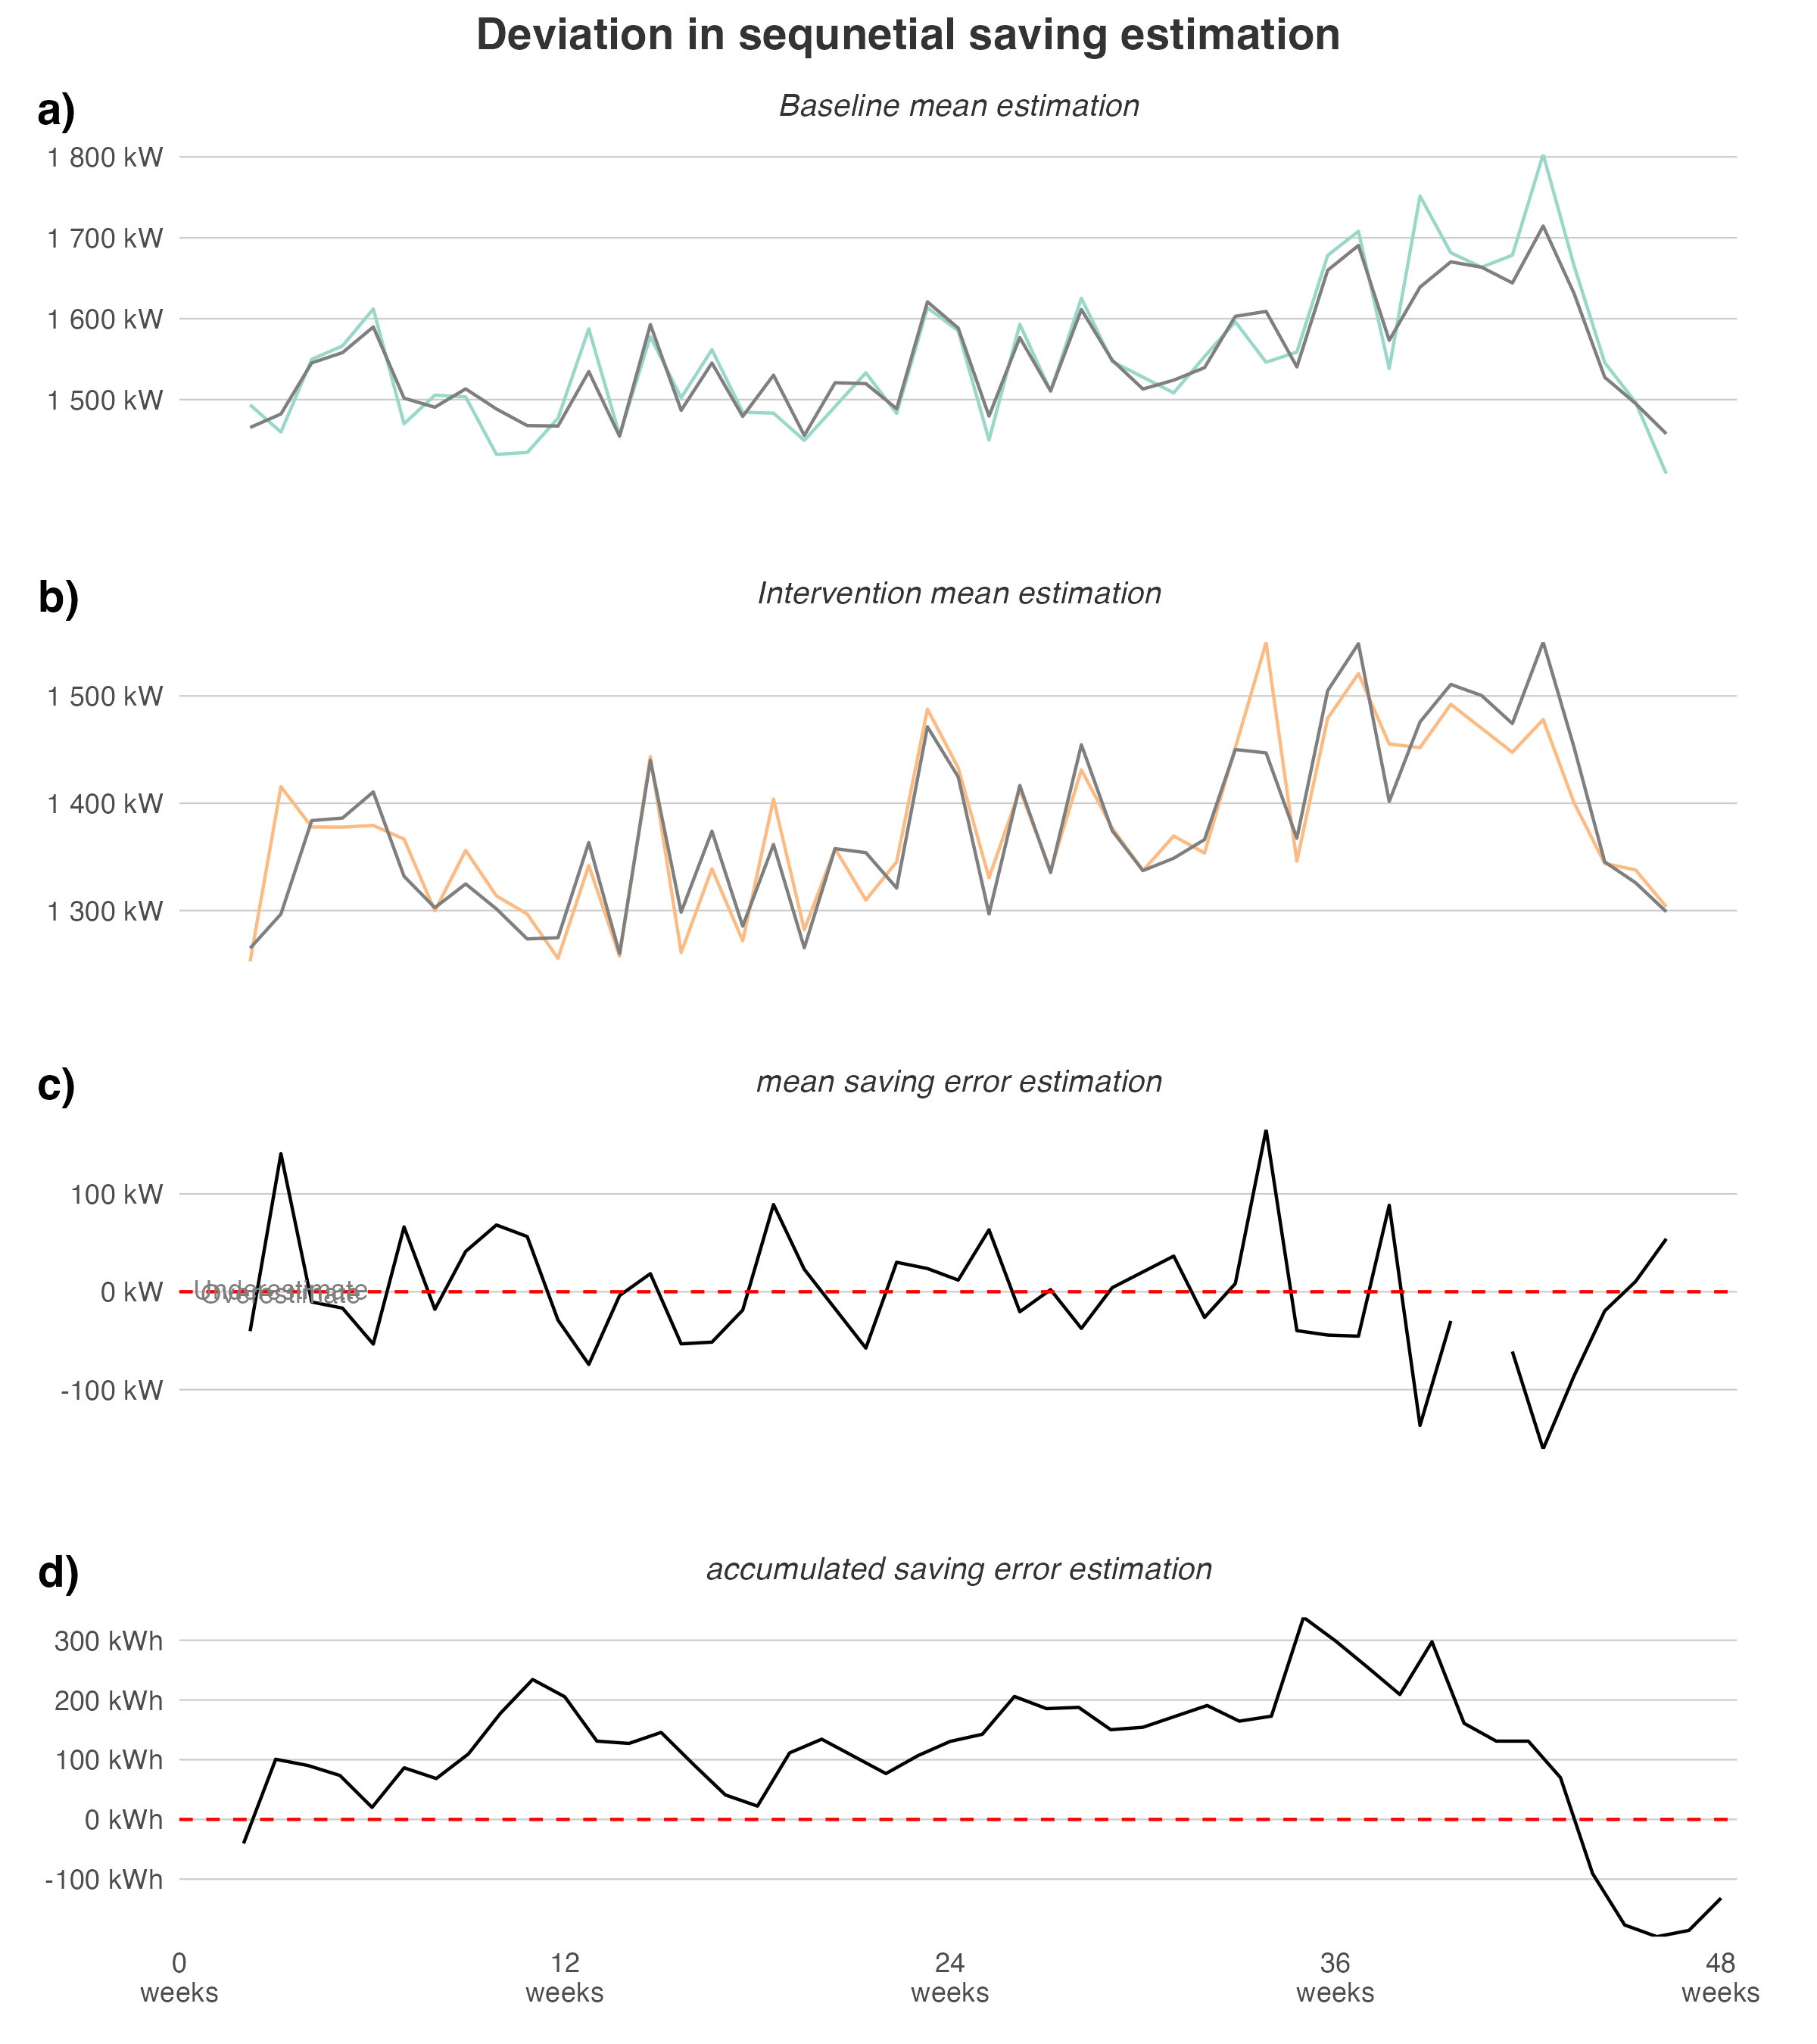 Deviation in sequnetial saving estimation
a)
Baseline mean estimation
1 800 kW
1 700 kW
1 600 kW
1 500 kW
b)
Intervention mean estimation
1 500 kW
1 400 kW
1 300 kW
c)
mean saving error estimation
100 kW
Underestimate
Overestimate
0 kW
-100 kW
d)
accumulated saving error estimation
300 kWh
200 kWh
100 kWh
0 kWh
-100 kWh
0
weeks
12
weeks
24
weeks
36
weeks
48
weeks